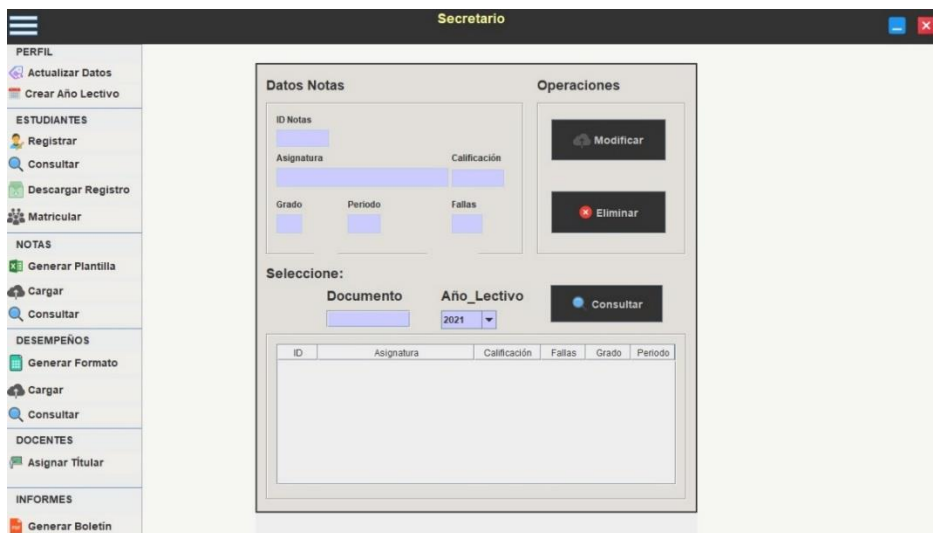 Secretario
PERFIL
Actualizar Datos
Crear Año Lectivo
ESTUDIANTES
Registrar
Consultar
Descargar Registro
Matricular
NOTAS
Generar Plantilla
Cargar
Consultar
DESEMPEÑOS
Generar Formato
Cargar
Consultar
DOCENTES
Asignar Títular
INFORMES
Generar Boletin
Datos Notas
ID Notas
Asignatura Calificación
Grado Periodo Fallas
Operaciones
Modificar
Eliminar
Seleccione:
Documento Año_Lectivo
2021
Consultar
ID Asignatura Calificación Fallas Grado Periodo